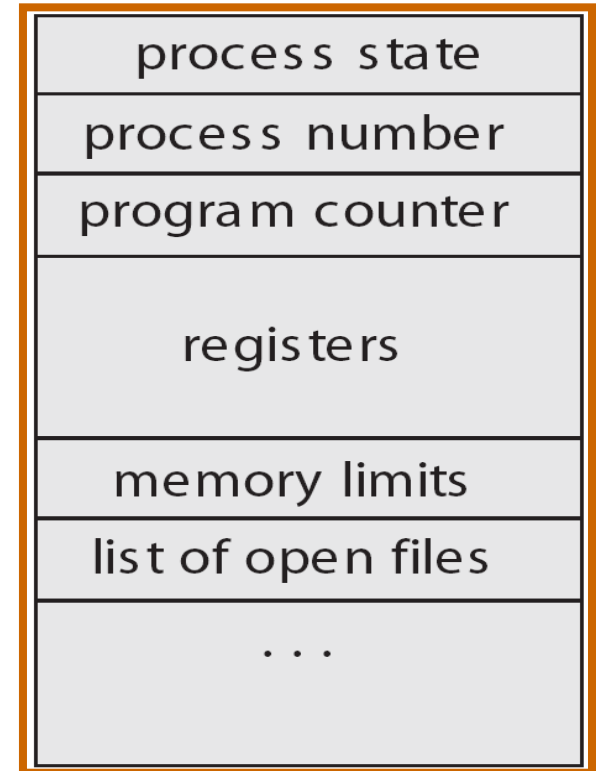 process state
process number
program counter
registers
memory limits
list of open files
. . .